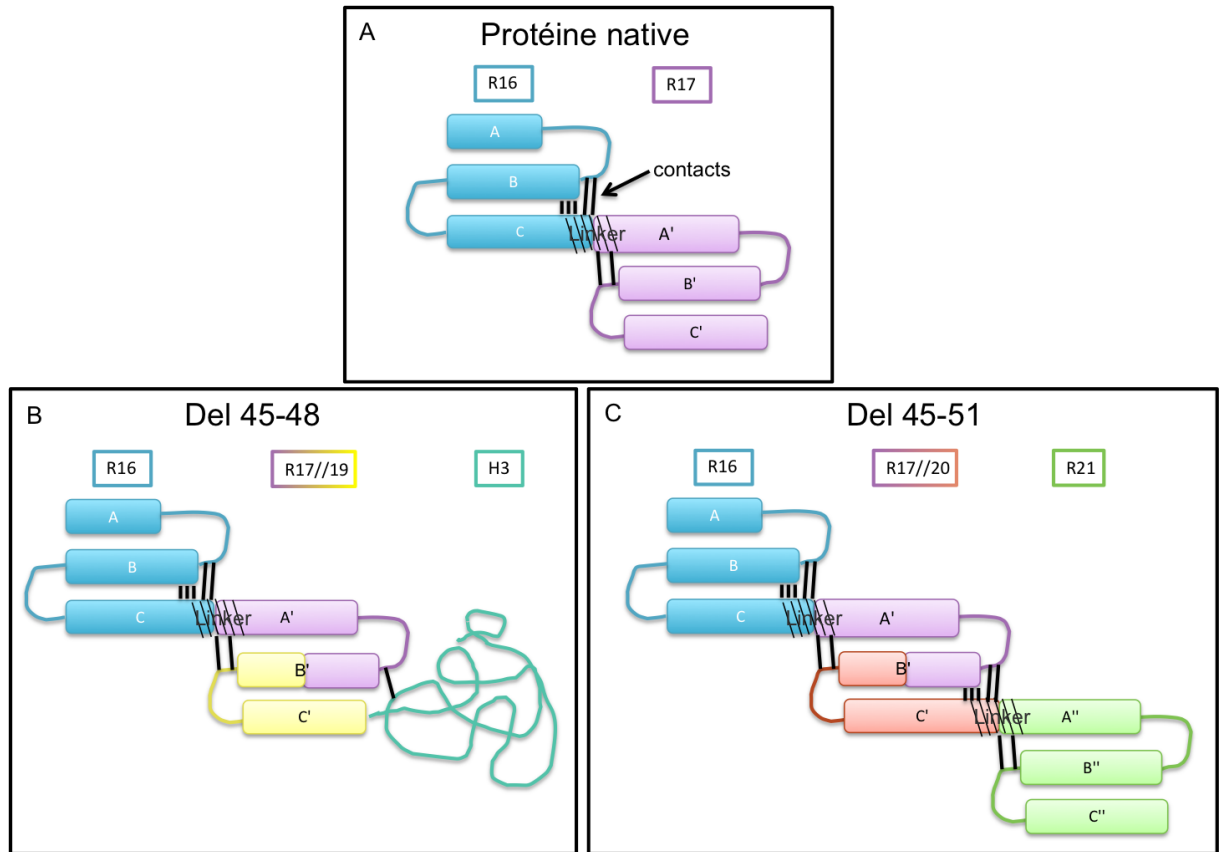 A
Protéine native
R16
R17
A
B
contacts
C
Linker
A'
B'
C'
B
Del 45-48
R16
R17//19
H3
A
B
C
Linker
A'
B'
C'
C
Del 45-51
R16
R17//20
R21
A
B
C
Linker
A'
B'
C'
Linker
A''
B''
C''